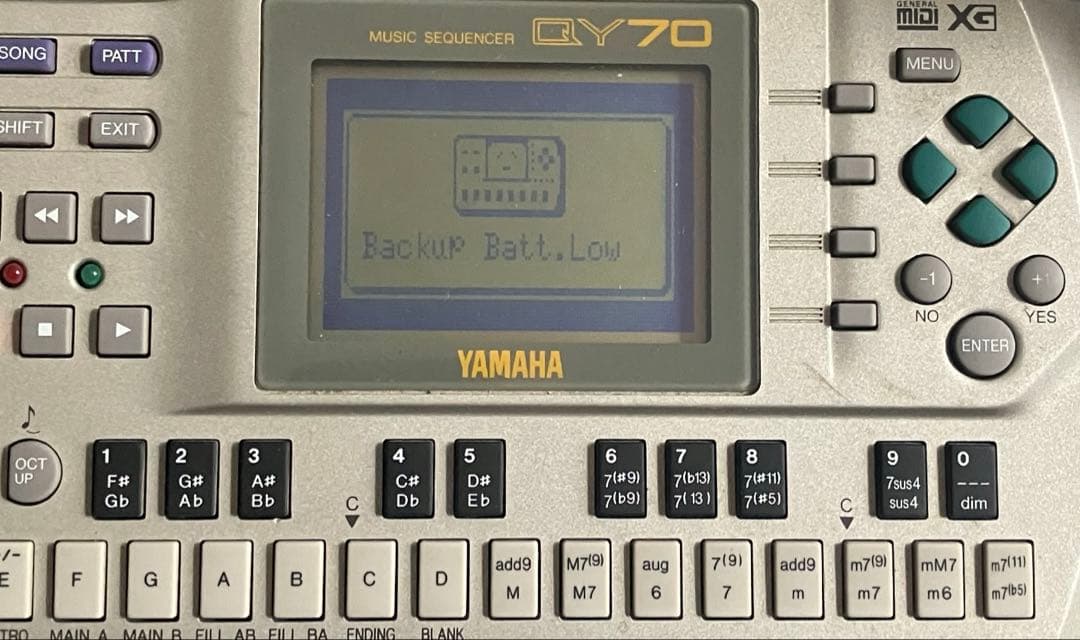 MUSIC SEQUENCER QY70
GENERAL
MIDI XG
SONG PATT
MENU
SHIFT EXIT
Backup Batt.Low
-1 +1
NO YES
ENTER
YAMAHA
OCT
UP
1 2 3 4 5 6 7 8 9 0
F# G# A# C# D# 7(#9) 7(b13) 7(#11) 7sus4 ---
Gb Ab Bb Db Eb 7(b9) 7(13) 7(#5) sus4 dim
C C
/-
E F G A B C D
add9 M7(9) aug 7(9) add9 m7(9) mM7 m7(11)
M M7 6 7 m m7 m6 m7(b5)
TRO MAIN A MAIN B FILL AB FILL BA ENDING BLANK